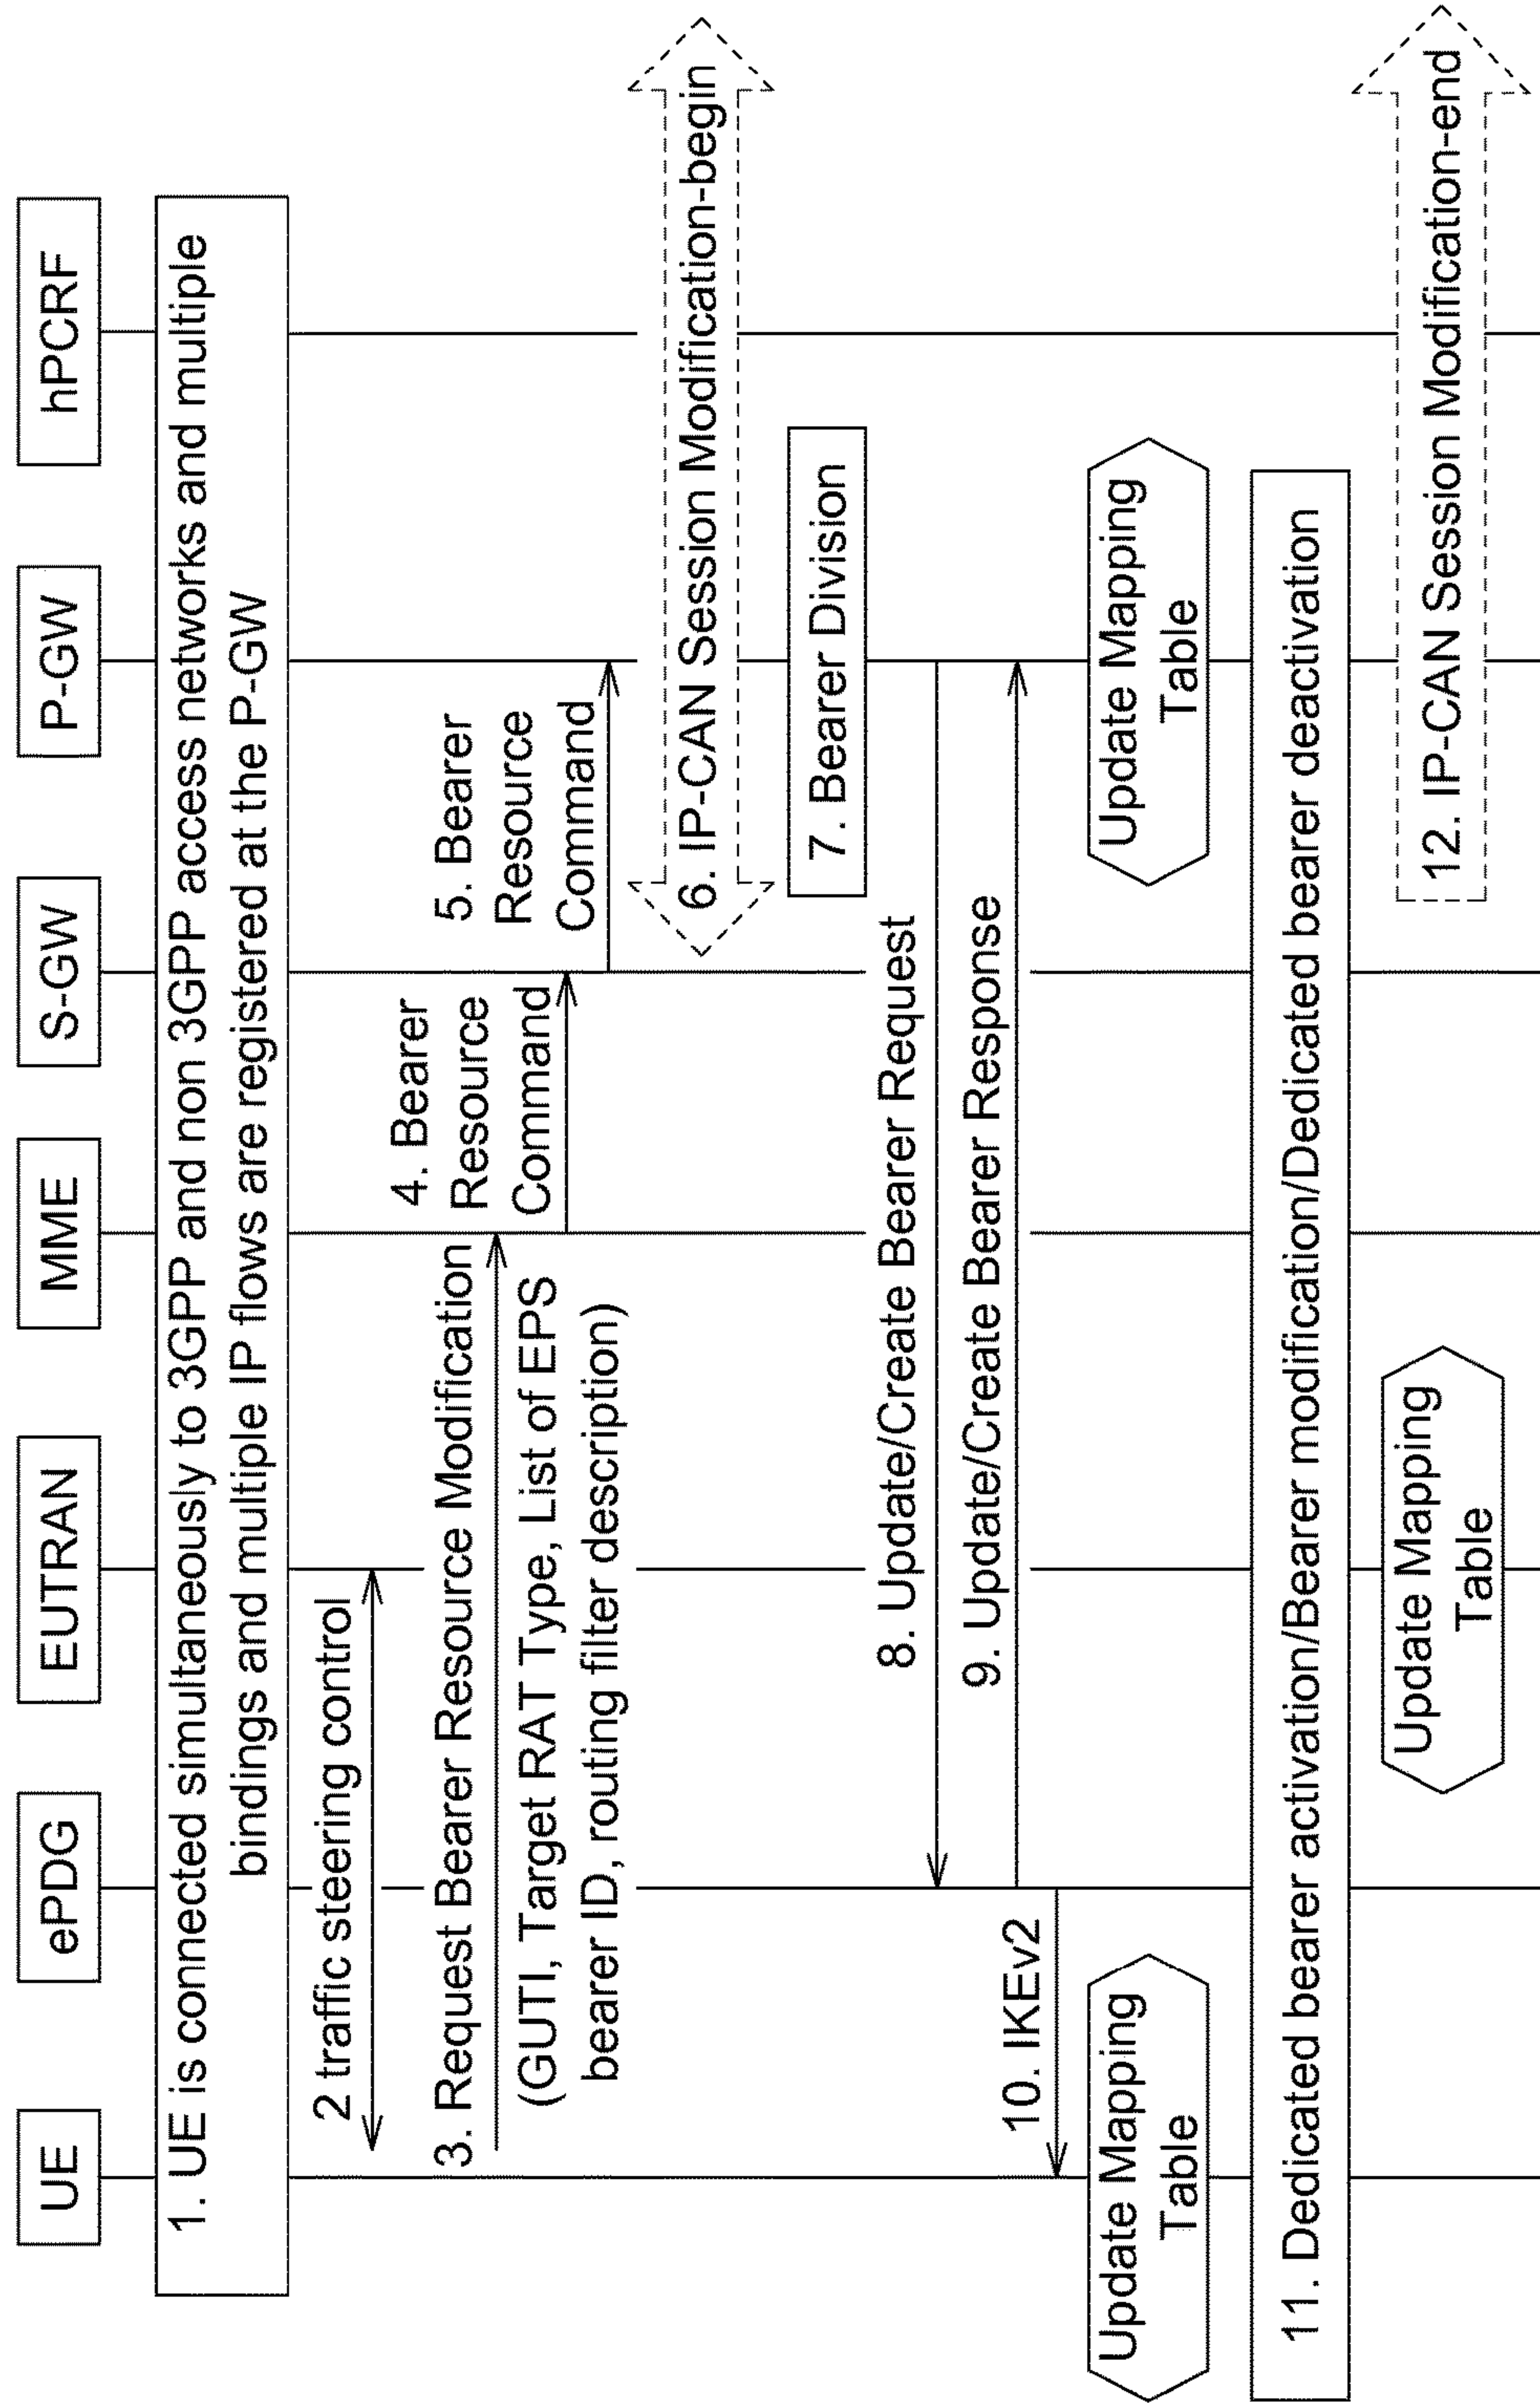 UE
ePDG
EUTRAN
MME
S-GW
P-GW
hPCRF
1. UE is connected simultaneously to 3GPP and non 3GPP access networks and multiple
bindings and multiple IP flows are registered at the P-GW
2 traffic steering control
3. Request Bearer Resource Modification
(GUTI, Target RAT Type, List of EPS
bearer ID, routing filter description)
4. Bearer
Resource
Command
5. Bearer
Resource
Command
6. IP-CAN Session Modification-begin
7. Bearer Division
8. Update/Create Bearer Request
9. Update/Create Bearer Response
10. IKEv2
Update Mapping
Table
Update Mapping
Table
11. Dedicated bearer activation/Bearer modification/Dedicated bearer deactivation
Update Mapping
Table
12. IP-CAN Session Modification-end